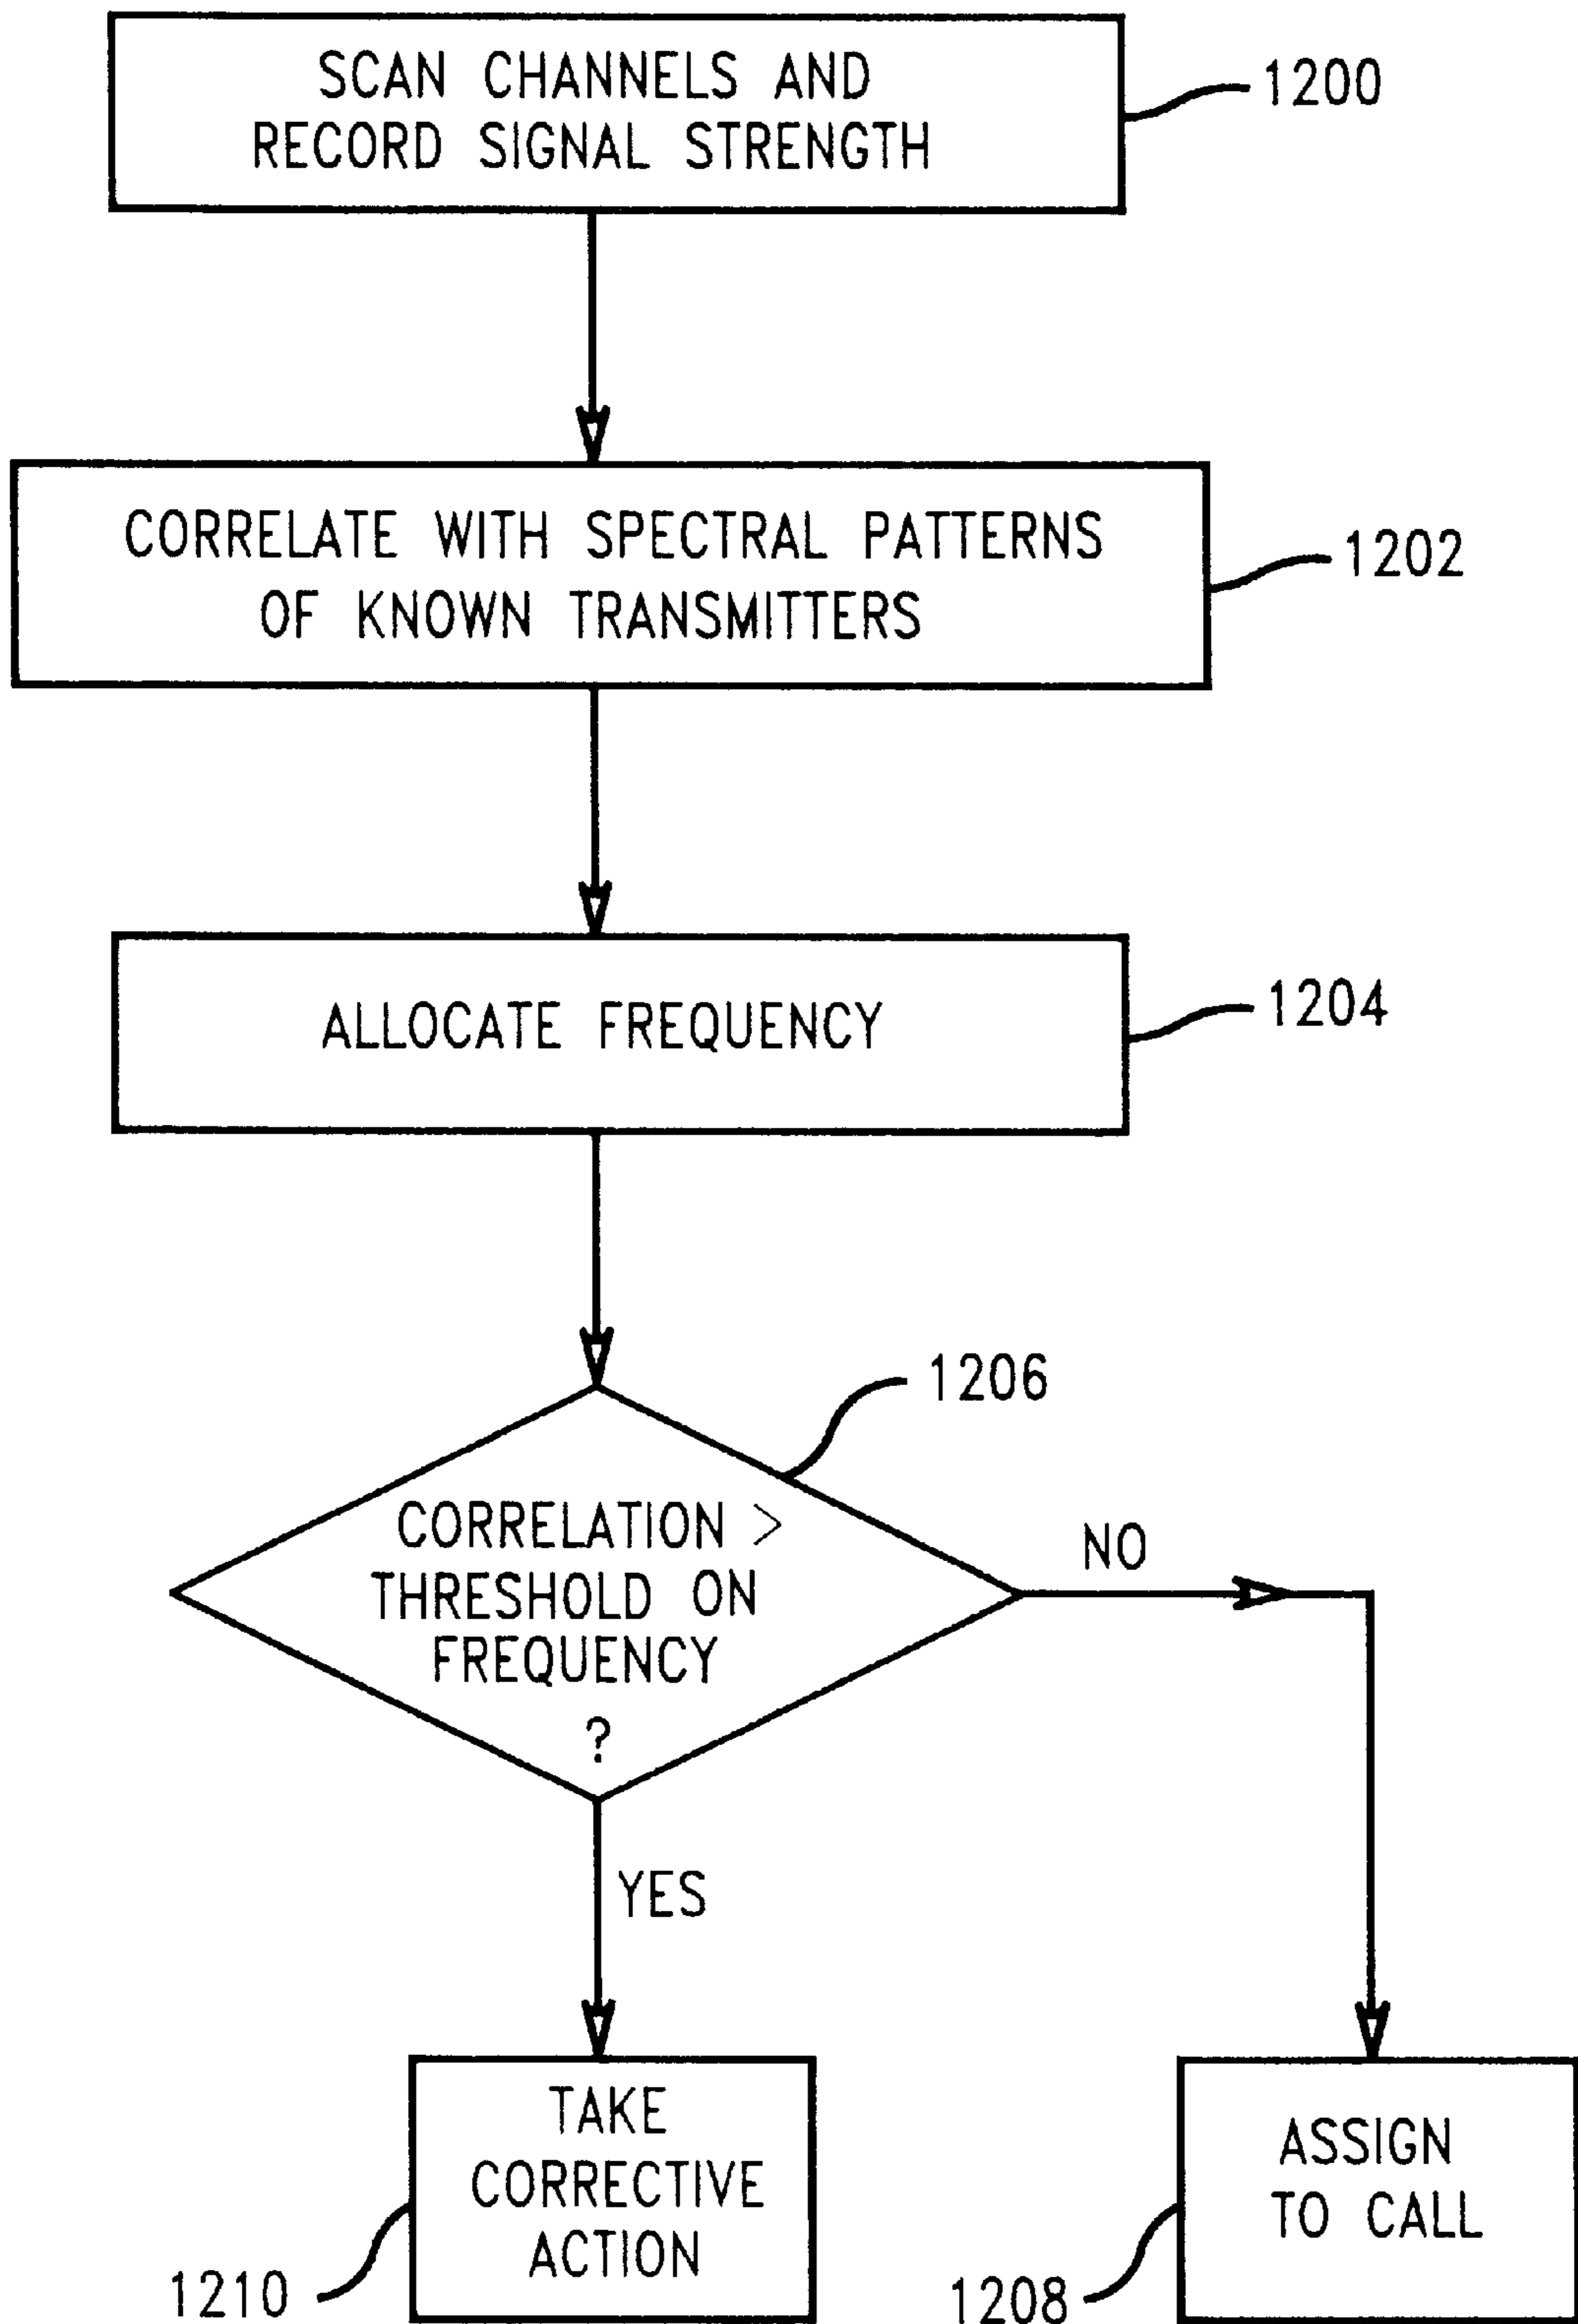 SCAN CHANNELS AND
RECORD SIGNAL STRENGTH
1200
CORRELATE WITH SPECTRAL PATTERNS
OF KNOWN TRANSMITTERS
1202
ALLOCATE FREQUENCY
1204
1206
CORRELATION >
THRESHOLD ON
FREQUENCY
?
NO
YES
TAKE
CORRECTIVE
ACTION
1210
ASSIGN
TO CALL
1208